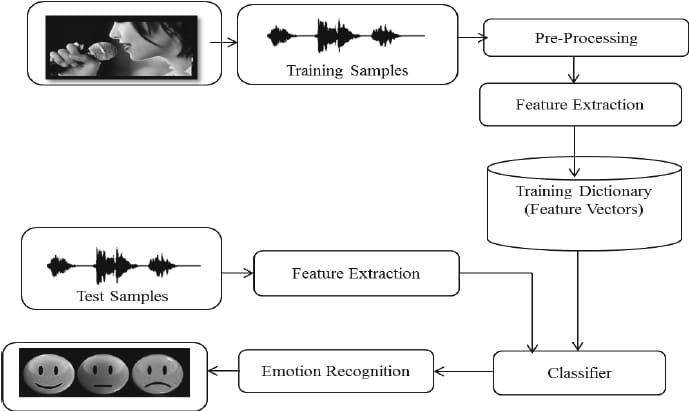 Training Samples
Pre-Processing
Feature Extraction
Training Dictionary
(Feature Vectors)
Test Samples
Feature Extraction
Emotion Recognition
Classifier